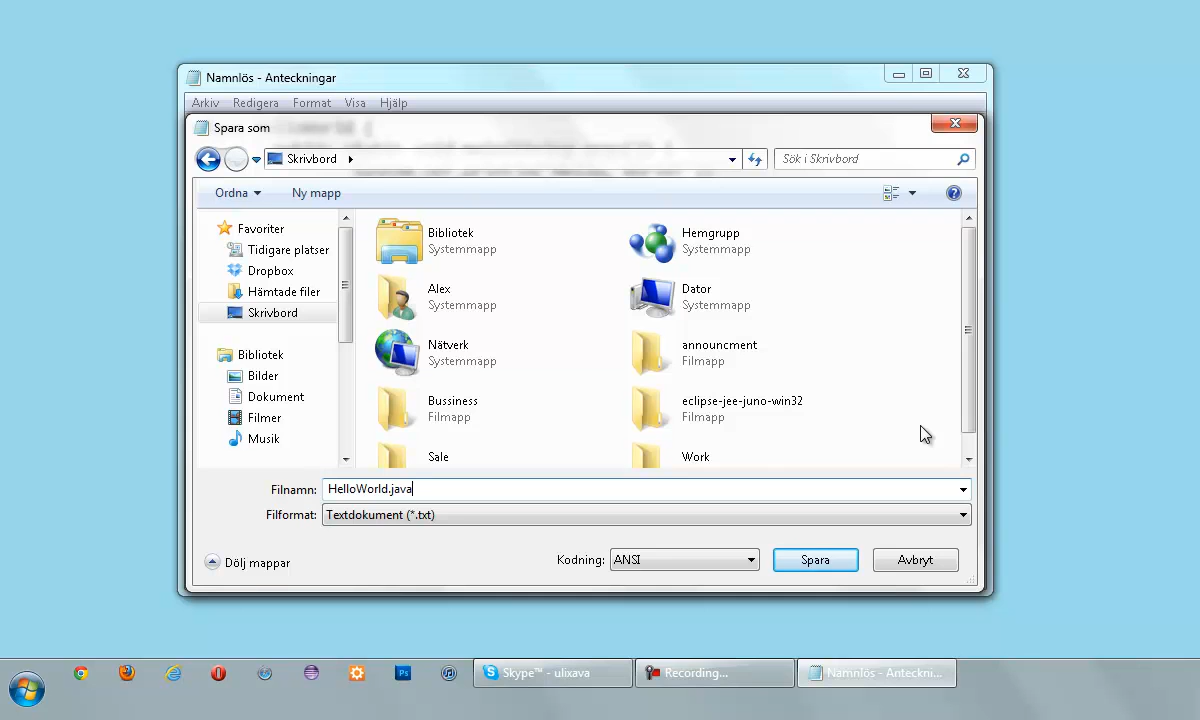 Namnlös - Anteckningar
Arkiv Redigera Format Visa Hjälp
Spara som
Skrivbord
Sök i Skrivbord
Ordna Ny mapp
Favoriter
Tidigare platser
Dropbox
Hämtade filer
Skrivbord
Bibliotek
Bilder
Dokument
Filmer
Musik
Bibliotek
Systemmapp
Hemgrupp
Systemmapp
Alex
Systemmapp
Dator
Systemmapp
Nätverk
Systemmapp
announcment
Filmapp
Bussiness
Filmapp
eclipse-jee-juno-win32
Filmapp
Sale
Work
Filnamn: HelloWorld.java
Filformat: Textdokument (*.txt)
Dölj mappar
Kodning: ANSI
Spara
Avbryt
Ps
Skype™ - ulixava
Recording...
Namnlös - Anteckni...